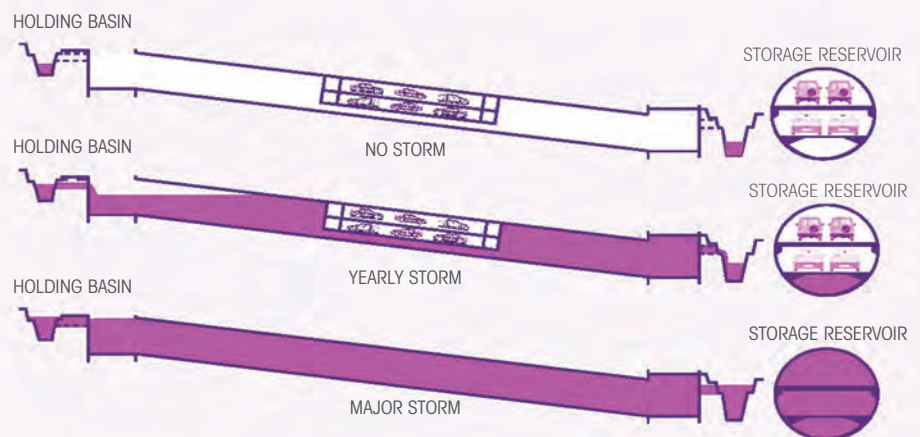 HOLDING BASIN
STORAGE RESERVOIR
NO STORM
HOLDING BASIN
STORAGE RESERVOIR
YEARLY STORM
HOLDING BASIN
STORAGE RESERVOIR
MAJOR STORM